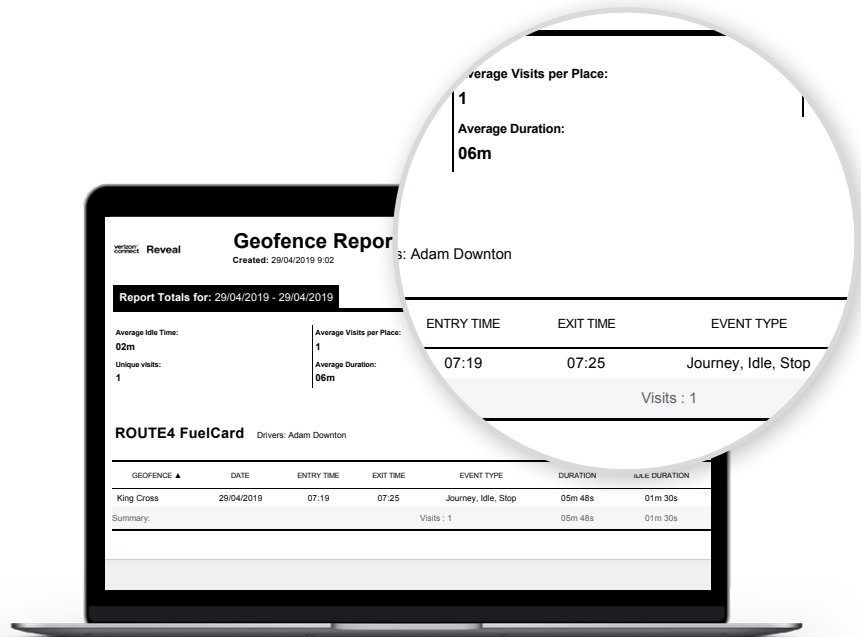 verage Visits per Place:
1
Average Duration:
06m
s: Adam Downton
ENTRY TIME EXIT TIME EVENT TYPE
07:19 07:25 Journey, Idle, Stop
Visits : 1
verizon connect Reveal
Geofence Repor
Created: 29/04/2019 9:02
Report Totals for: 29/04/2019 - 29/04/2019
Average Idle Time: Average Visits per Place:
02m 1
Unique visits: Average Duration:
1 06m
ROUTE4 FuelCard Drivers: Adam Downton
GEOFENCE ▲ DATE ENTRY TIME EXIT TIME EVENT TYPE DURATION IDLE DURATION
King Cross 29/04/2019 07:19 07:25 Journey, Idle, Stop 05m 48s 01m 30s
Summary: Visits : 1 05m 48s 01m 30s